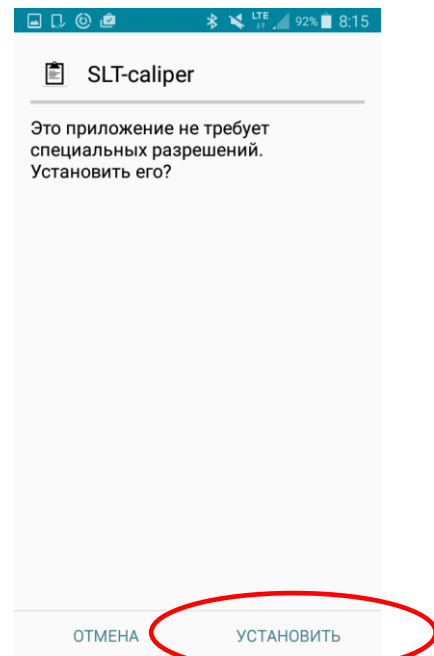 LTE 92% 8:15
SLT-caliper
Это приложение не требует
специальных разрешений.
Установить его?
ОТМЕНА УСТАНОВИТЬ